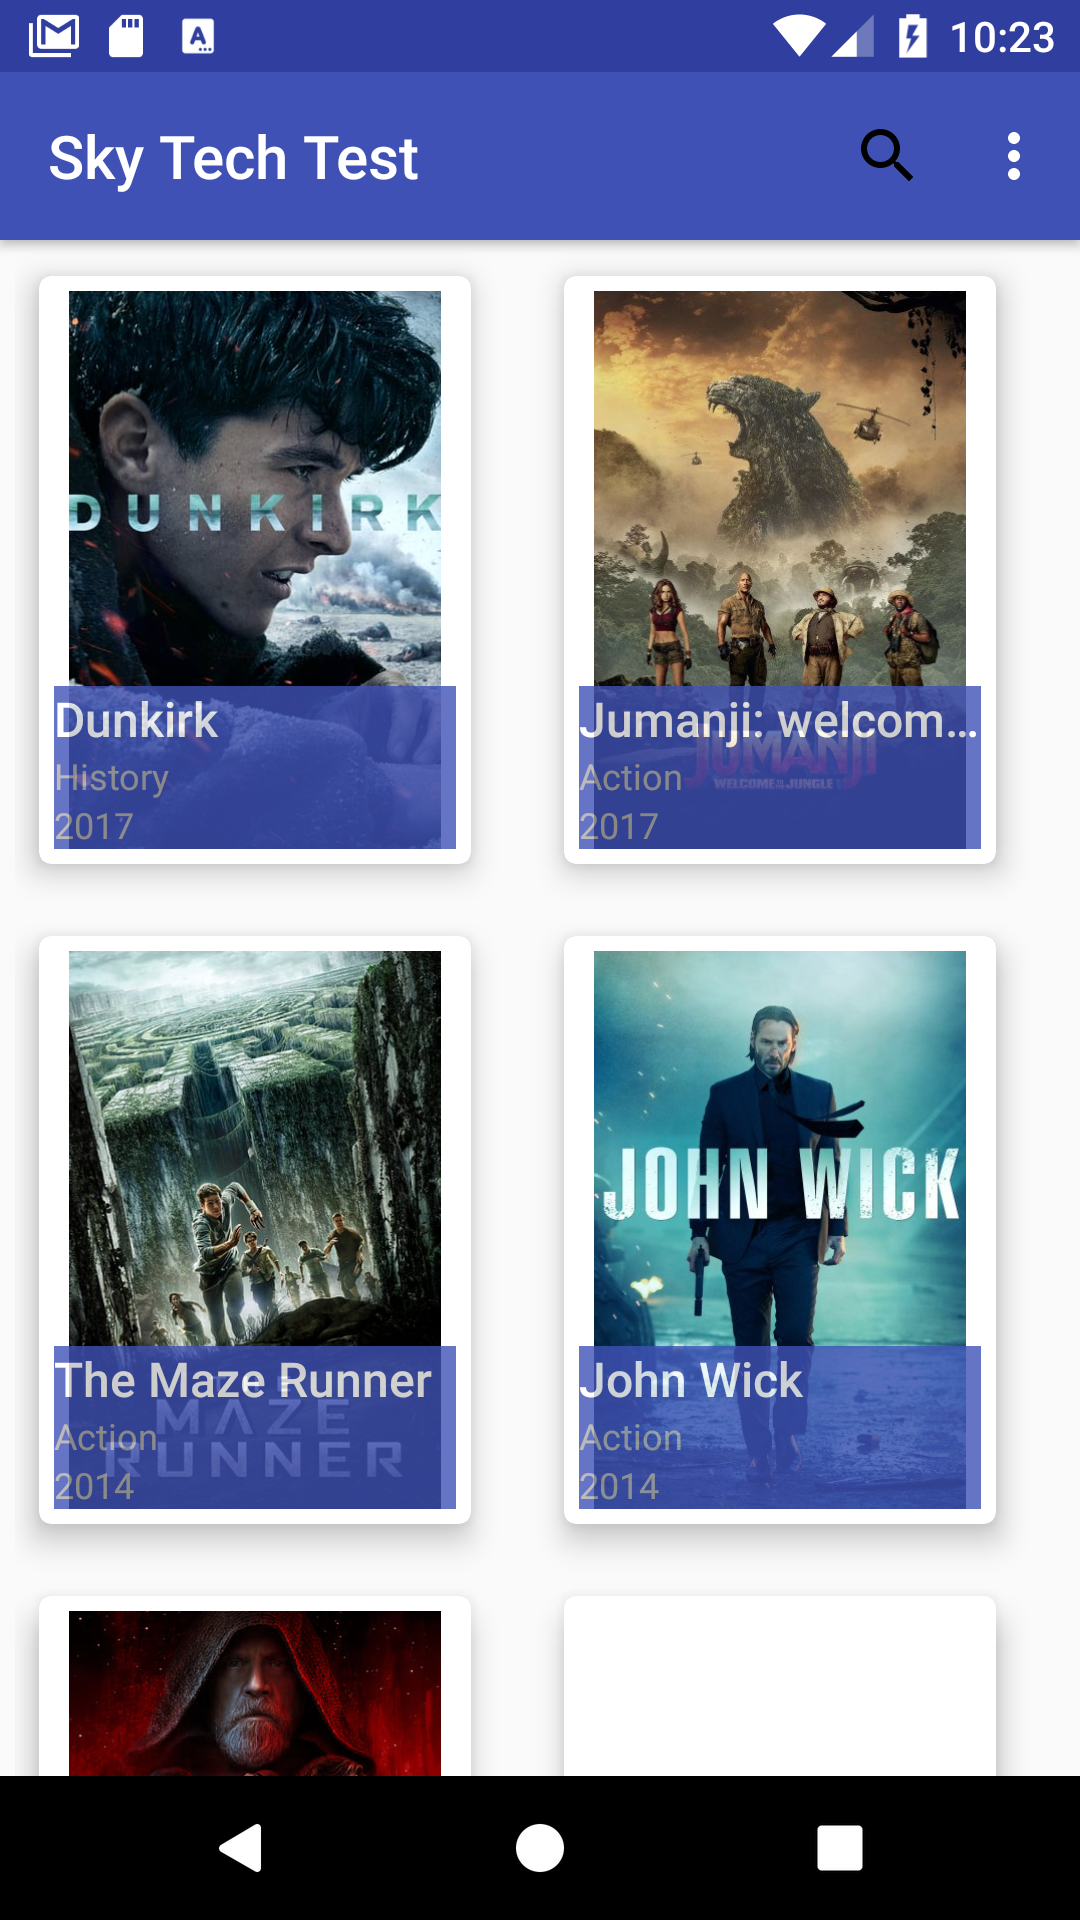 10:23
Sky Tech Test
DUNKIRK
Dunkirk
History
2017
JUMANJI
WELCOME TO THE JUNGLE
Jumanji: welcom...
Action
2017
MAZE
RUNNER
The Maze Runner
Action
2014
JOHN WICK
John Wick
Action
2014